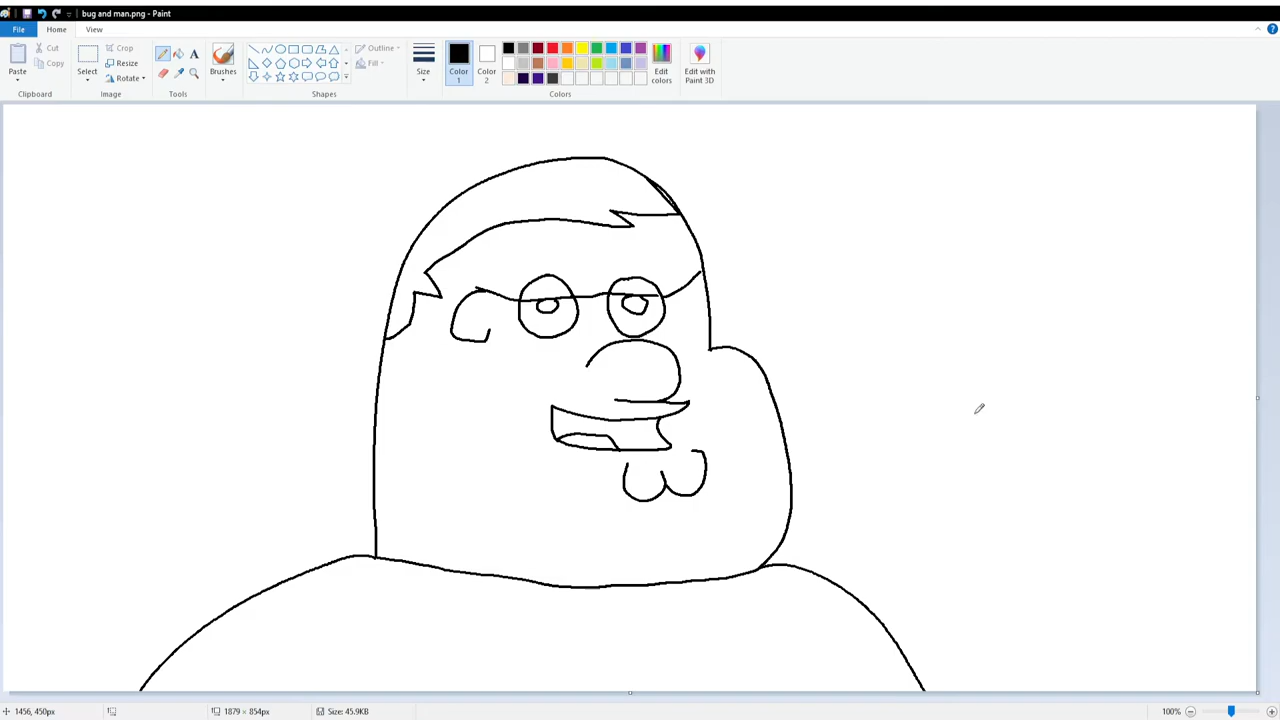 bug and man.png - Paint
File Home View
Paste
Cut
Copy
Clipboard
Select
Crop
Resize
Rotate
Image
A
Tools
Brushes
Outline
Fill
Shapes
Size
Color 1
Color 2
Edit colors
Colors
Edit with Paint 3D
1456, 450px
1879 × 854px
Size: 45.9KB
100%